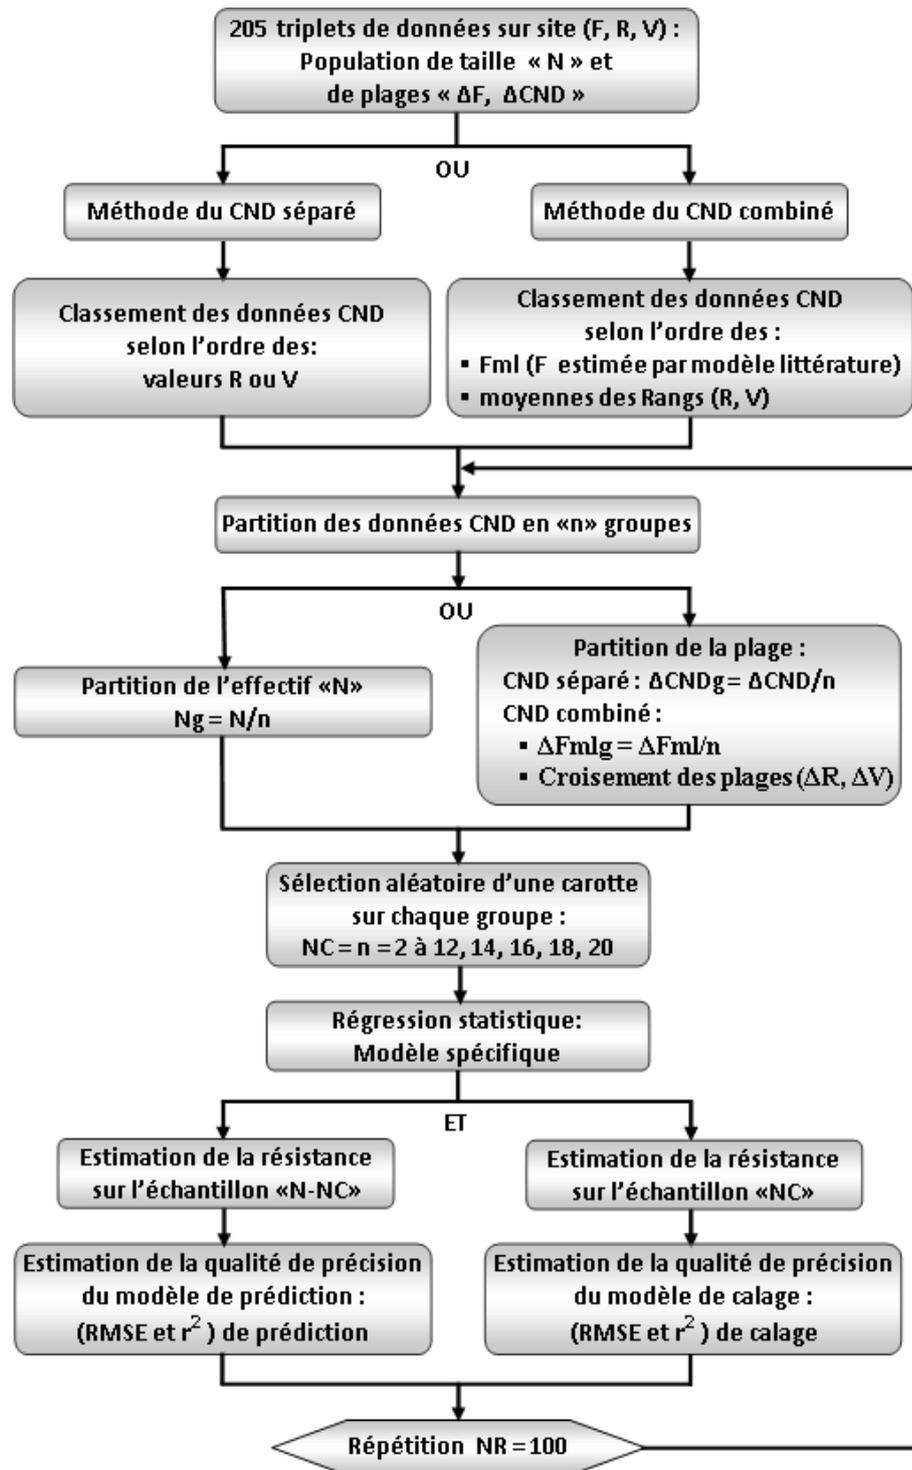 205 triplets de données sur site (F, R, V) :
Population de taille « N » et
de plages « ΔF, ΔCND »
OU
Méthode du CND séparé
Méthode du CND combiné
Classement des données CND
selon l'ordre des:
valeurs R ou V
Classement des données CND
selon l'ordre des :
▪ Fml (F estimée par modèle littérature)
▪ moyennes des Rangs (R, V)
Partition des données CND en «n» groupes
OU
Partition de l'effectif «N»
Ng = N/n
Partition de la plage :
CND séparé : ΔCNDg = ΔCND/n
CND combiné :
▪ ΔFmlg = ΔFml/n
▪ Croisement des plages (ΔR, ΔV)
Sélection aléatoire d'une carotte
sur chaque groupe :
NC = n = 2 à 12, 14, 16, 18, 20
Régression statistique:
Modèle spécifique
ET
Estimation de la résistance
sur l'échantillon «N-NC»
Estimation de la résistance
sur l'échantillon «NC»
Estimation de la qualité de précision
du modèle de prédiction :
(RMSE et r²) de prédiction
Estimation de la qualité de précision
du modèle de calage :
(RMSE et r²) de calage
Répétition NR = 100